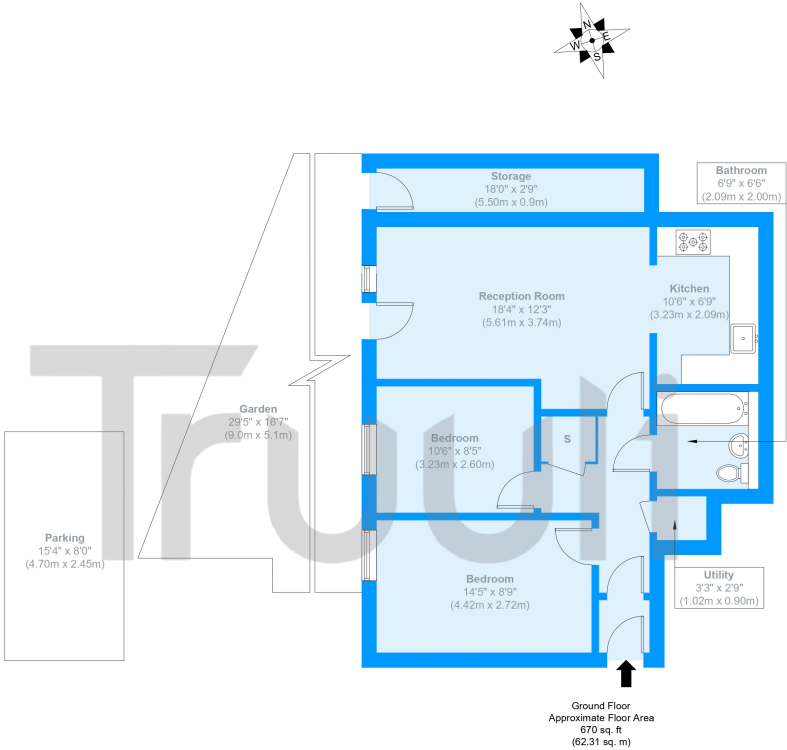 N
E
S
W
Storage
18'0" x 2'9"
(5.50m x 0.9m)
Bathroom
6'9" x 6'6"
(2.09m x 2.00m)
Reception Room
18'4" x 12'3"
(5.61m x 3.74m)
Kitchen
10'6" x 6'9"
(3.23m x 2.09m)
Garden
29'5" x 16'7"
(9.0m x 5.1m)
Bedroom
10'6" x 8'5"
(3.23m x 2.60m)
S
Parking
15'4" x 8'0"
(4.70m x 2.45m)
Bedroom
14'5" x 8'9"
(4.42m x 2.72m)
Utility
3'3" x 2'9"
(1.02m x 0.90m)
Truuli
Ground Floor
Approximate Floor Area
670 sq. ft
(62.31 sq. m)